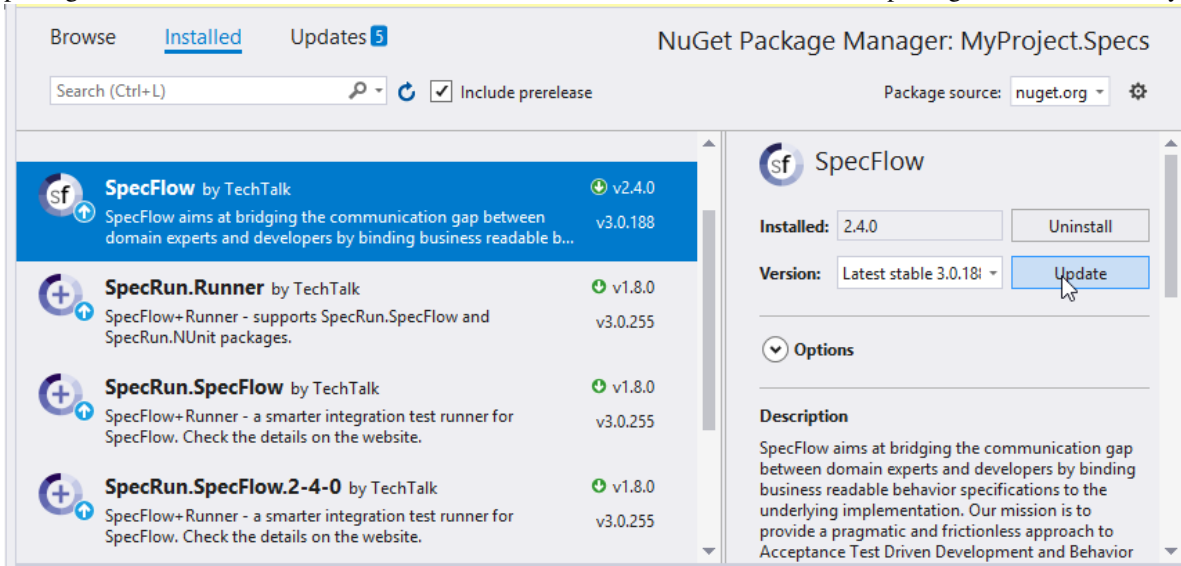 Browse Installed Updates 5
NuGet Package Manager: MyProject.Specs
Search (Ctrl+L)
Include prerelease
Package source: nuget.org
sf SpecFlow by TechTalk v2.4.0
SpecFlow aims at bridging the communication gap between v3.0.188
domain experts and developers by binding business readable b...
SpecRun.Runner by TechTalk v1.8.0
SpecFlow+Runner - supports SpecRun.SpecFlow and v3.0.255
SpecRun.NUnit packages.
SpecRun.SpecFlow by TechTalk v1.8.0
SpecFlow+Runner - a smarter integration test runner for v3.0.255
SpecFlow. Check the details on the website.
SpecRun.SpecFlow.2-4-0 by TechTalk v1.8.0
SpecFlow+Runner - a smarter integration test runner for v3.0.255
SpecFlow. Check the details on the website.
sf SpecFlow
Installed: 2.4.0 Uninstall
Version: Latest stable 3.0.188 Update
Options
Description
SpecFlow aims at bridging the communication gap
between domain experts and developers by binding
business readable behavior specifications to the
underlying implementation. Our mission is to
provide a pragmatic and frictionless approach to
Acceptance Test Driven Development and Behavior